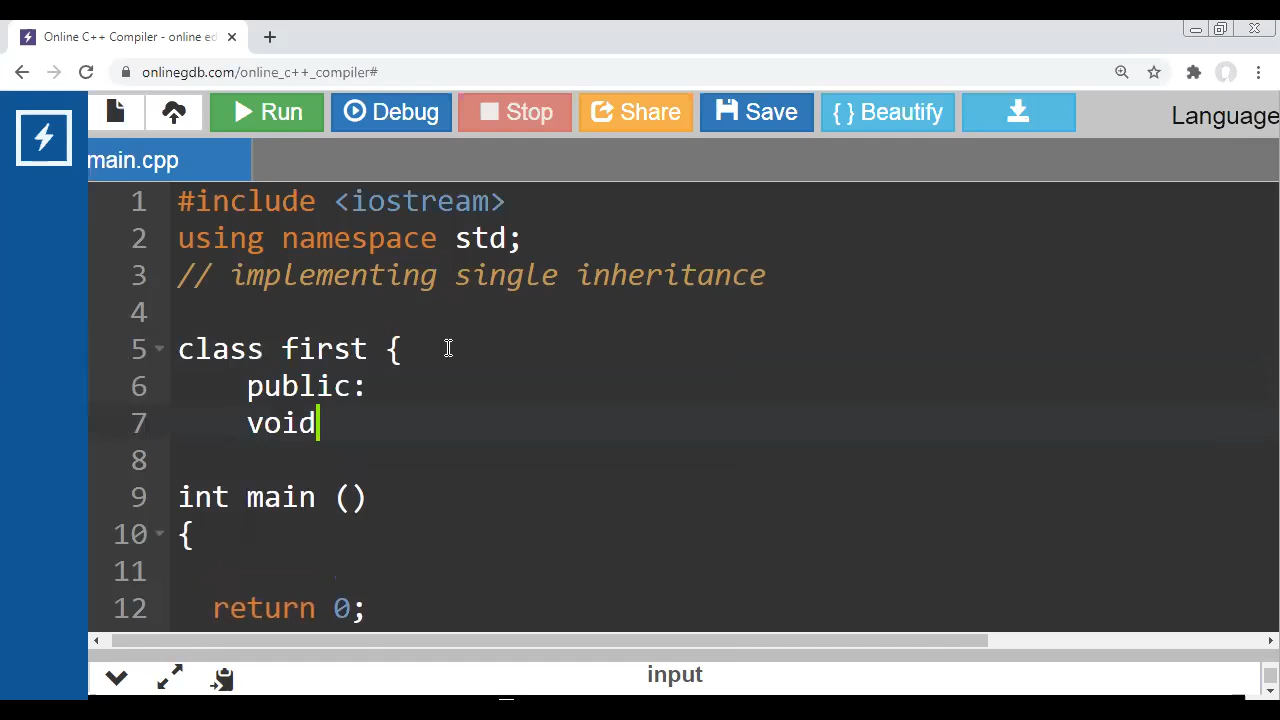 Online C++ Compiler - online ed
onlinegdb.com/online_c++_compiler#
Run Debug Stop Share Save { } Beautify Language
main.cpp
1 #include <iostream>
2 using namespace std;
3 // implementing single inheritance
4
5 class first {
6 public:
7 void
8
9 int main ()
10 {
11
12 return 0;
input